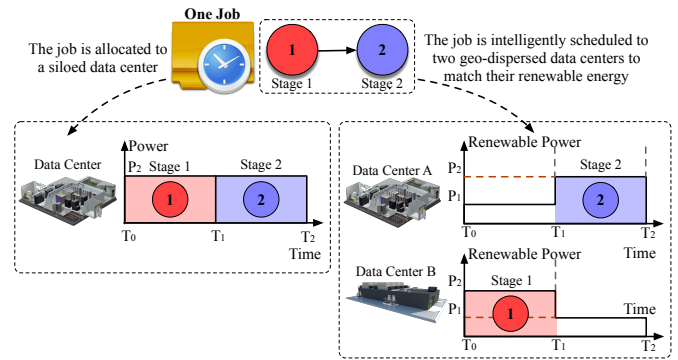 One Job
The job is allocated to
a siloed data center
1
2
Stage 1
Stage 2
The job is intelligently scheduled to
two geo-dispersed data centers to
match their renewable energy
Data Center
Power
P2
Stage 1
Stage 2
1
2
T0
T1
T2
Time
Data Center A
Renewable Power
P2
P1
Stage 2
2
T0
T1
Time
T2
Data Center B
Renewable Power
P2
P1
Stage 1
1
Time
T0
T1
T2